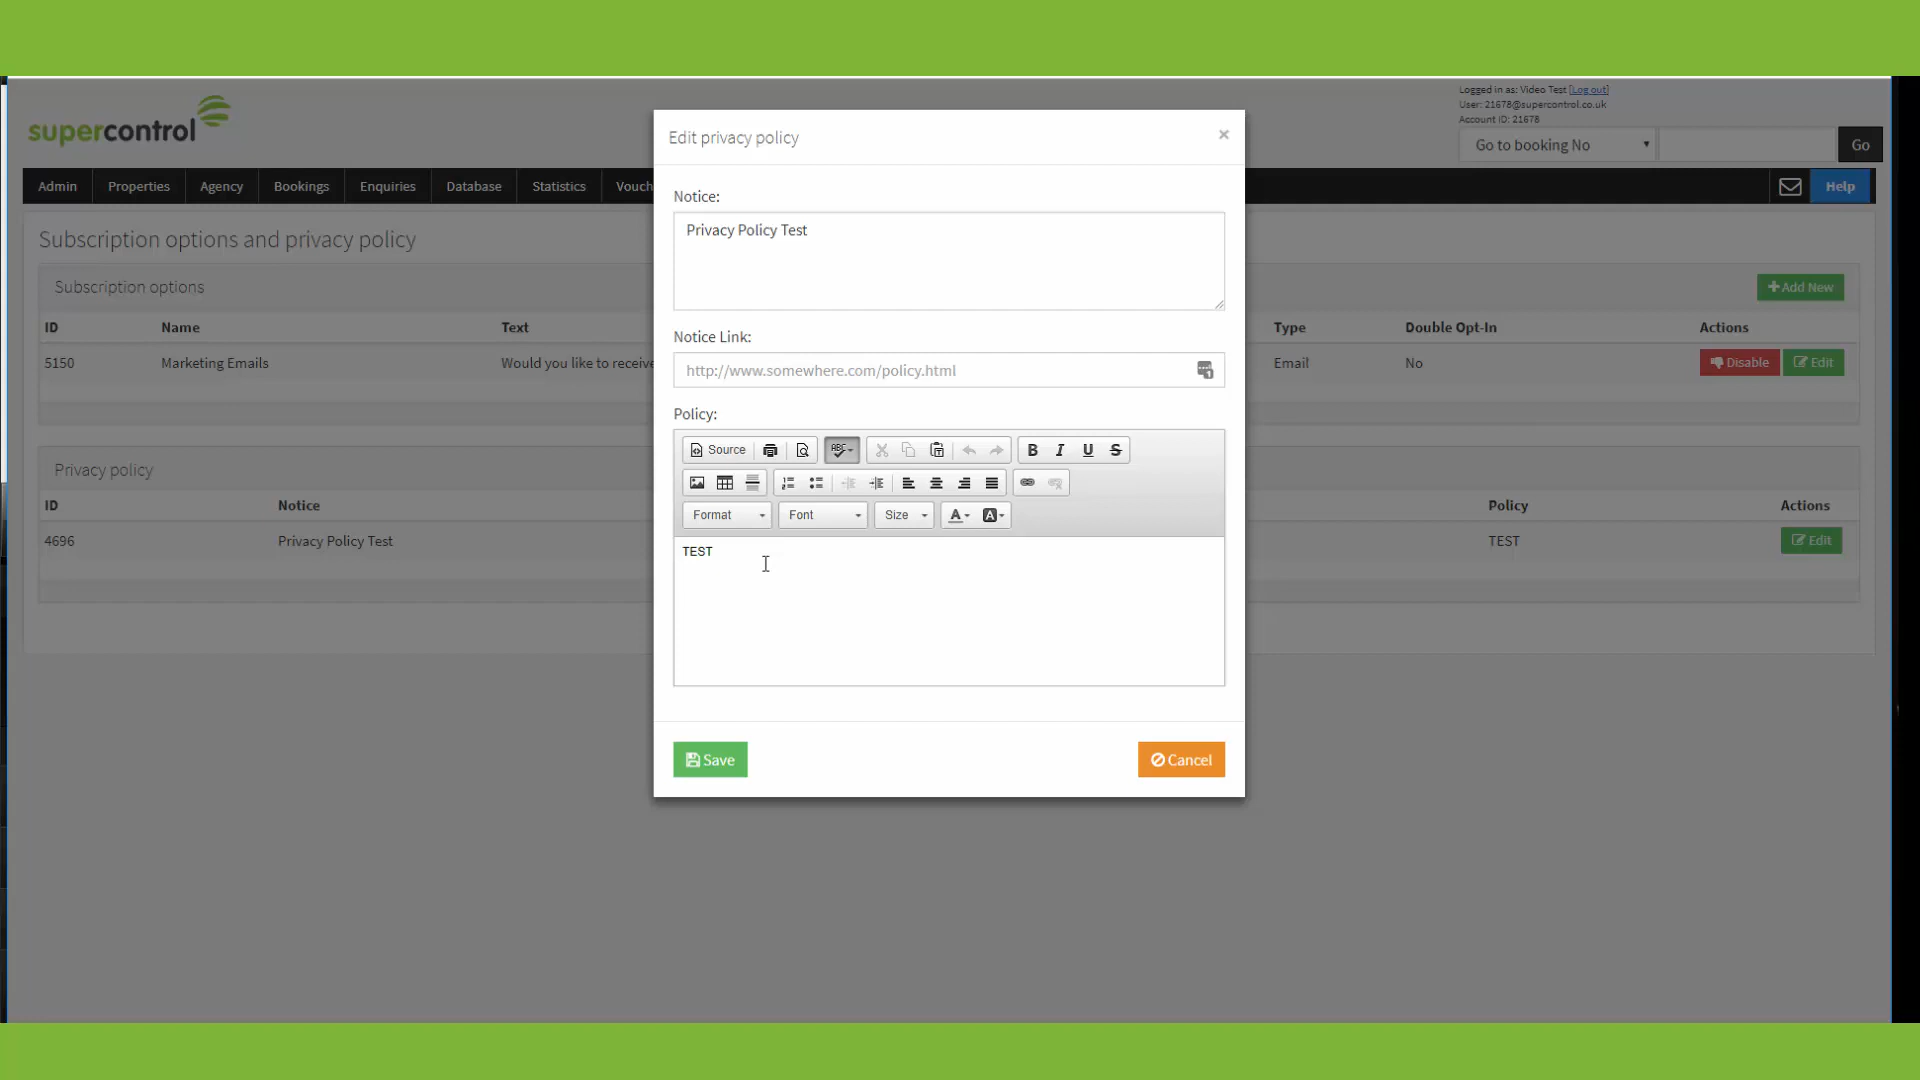 supercontrol
Logged in as: Video Test [Log out]
User: 21678@supercontrol.co.uk
Account ID: 21678
Go to booking No
Go
Admin
Properties
Agency
Bookings
Enquiries
Database
Statistics
Vouch
Help
Subscription options and privacy policy
Subscription options
Add New
ID Name Text Type Double Opt-In Actions
5150 Marketing Emails Would you like to receive Email No Disable Edit
Privacy policy
ID Notice Policy Actions
4696 Privacy Policy Test TEST Edit
Edit privacy policy
×
Notice:
Privacy Policy Test
Notice Link:
http://www.somewhere.com/policy.html
1
Policy:
Source ABC B I U S
Format Font Size A A
TEST
Save
Cancel